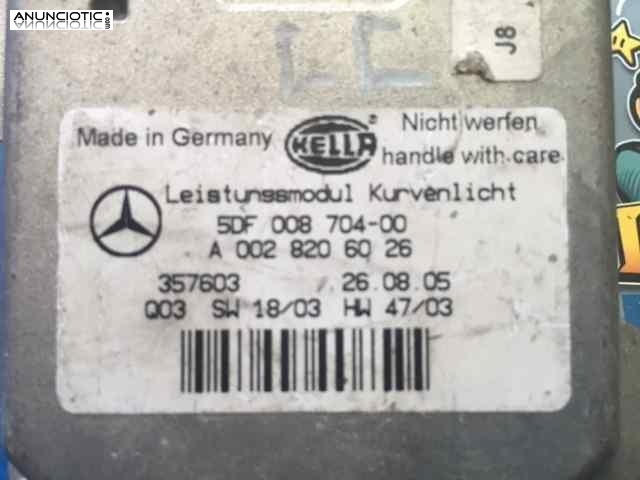 ANUNCIOTIC
.com
J8
Made in Germany
HELLA
®
Nicht werfen
handle with care
Leistungsmodul Kurvenlicht
5DF 008 704-00
A 002 820 60 26
357603 26.08.05
Q03 SW 18/03 HW 47/03